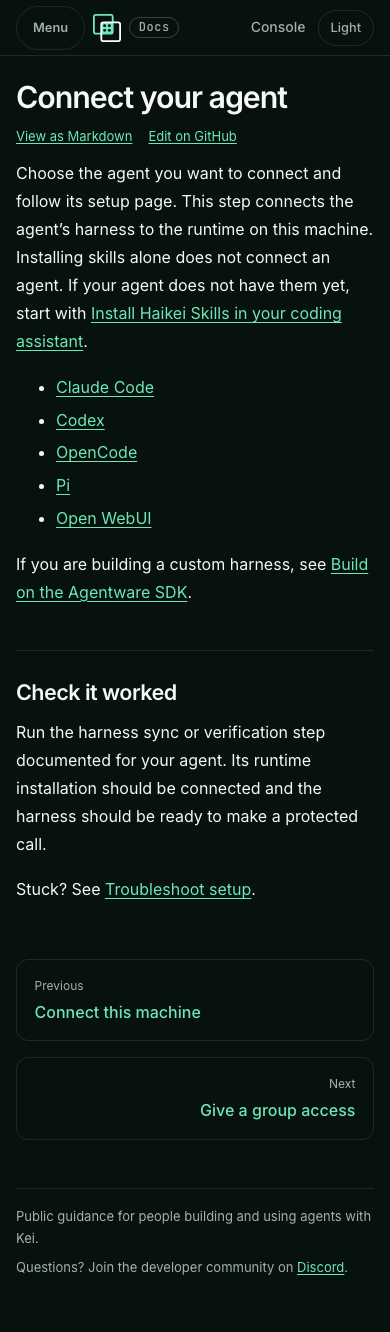 Menu
Docs
Console
Light
Connect your agent
View as Markdown Edit on GitHub
Choose the agent you want to connect and
follow its setup page. This step connects the
agent’s harness to the runtime on this machine.
Installing skills alone does not connect an
agent. If your agent does not have them yet,
start with Install Haikei Skills in your coding
assistant.
Claude Code
Codex
OpenCode
Pi
Open WebUI
If you are building a custom harness, see Build
on the Agentware SDK.
Check it worked
Run the harness sync or verification step
documented for your agent. Its runtime
installation should be connected and the
harness should be ready to make a protected
call.
Stuck? See Troubleshoot setup.
Previous
Connect this machine
Next
Give a group access
Public guidance for people building and using agents with
Kei.
Questions? Join the developer community on Discord.